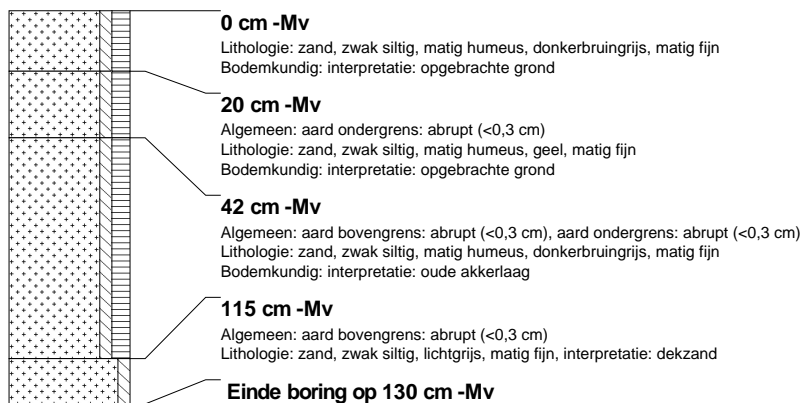 0 cm -Mv
Lithologie: zand, zwak siltig, matig humeus, donkerbruingrijs, matig fijn
Bodemkundig: interpretatie: opgebrachte grond
20 cm -Mv
Algemeen: aard ondergrens: abrupt (<0,3 cm)
Lithologie: zand, zwak siltig, matig humeus, geel, matig fijn
Bodemkundig: interpretatie: opgebrachte grond
42 cm -Mv
Algemeen: aard bovengrens: abrupt (<0,3 cm), aard ondergrens: abrupt (<0,3 cm)
Lithologie: zand, zwak siltig, matig humeus, donkerbruingrijs, matig fijn
Bodemkundig: interpretatie: oude akkerlaag
115 cm -Mv
Algemeen: aard bovengrens: abrupt (<0,3 cm)
Lithologie: zand, zwak siltig, lichtgrijs, matig fijn, interpretatie: dekzand
Einde boring op 130 cm -Mv